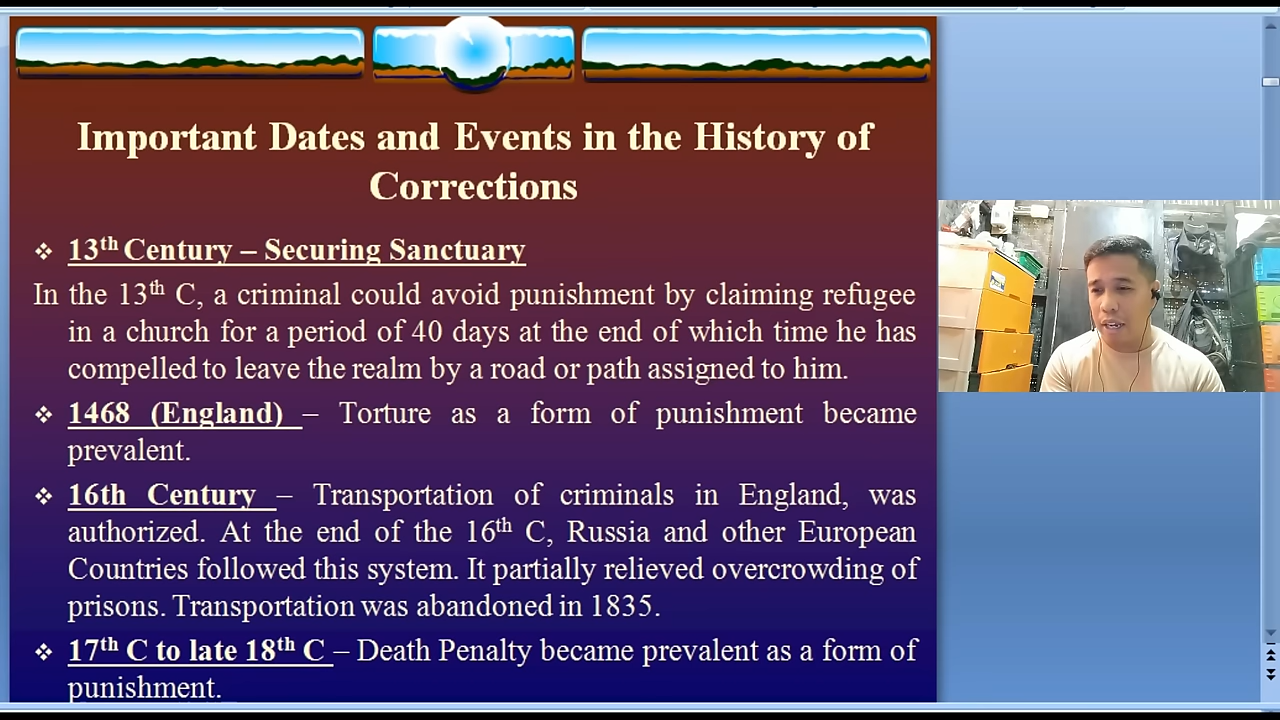 Important Dates and Events in the History of
Corrections
❖ 13th Century – Securing Sanctuary
In the 13th C, a criminal could avoid punishment by claiming refugee
in a church for a period of 40 days at the end of which time he has
compelled to leave the realm by a road or path assigned to him.
❖ 1468 (England) – Torture as a form of punishment became
prevalent.
❖ 16th Century – Transportation of criminals in England, was
authorized. At the end of the 16th C, Russia and other European
Countries followed this system. It partially relieved overcrowding of
prisons. Transportation was abandoned in 1835.
❖ 17th C to late 18th C – Death Penalty became prevalent as a form of
punishment.